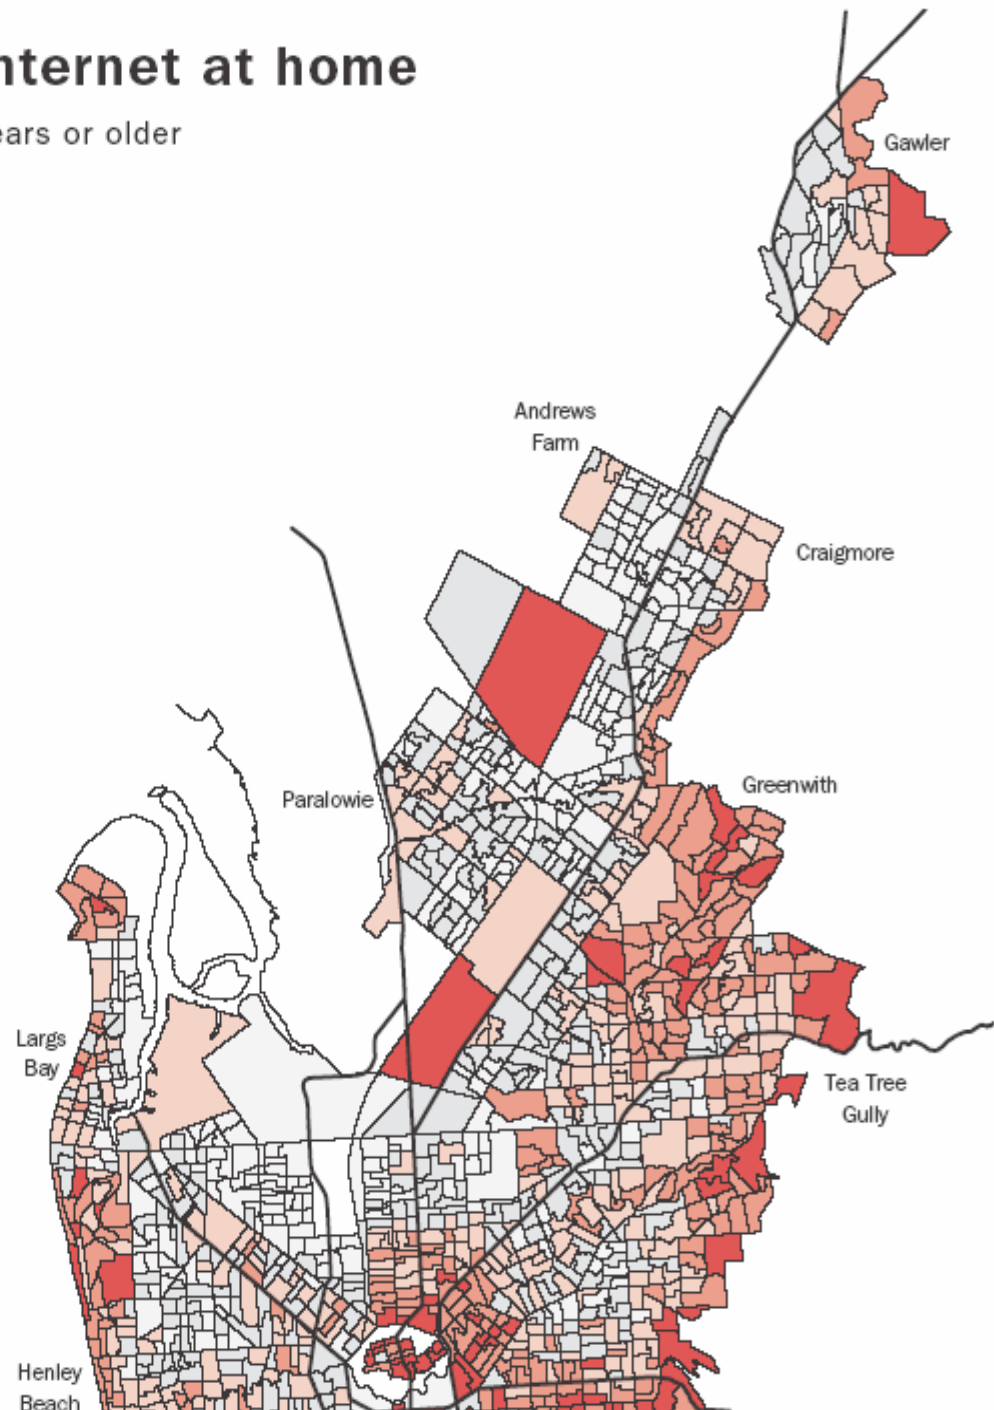 nternet at home
ears or older
Gawler
Andrews
Farm
Craigmore
Greenwith
Paralowie
Largs
Bay
Tea Tree
Gully
Henley
Beach